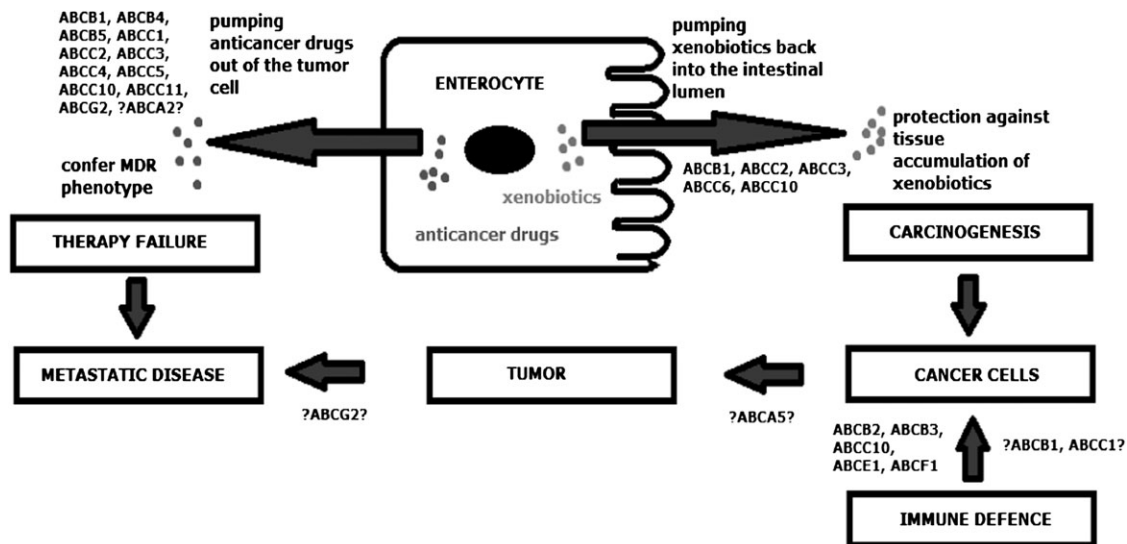 ABCB1, ABCB4,
ABCB5, ABCC1,
ABCC2, ABCC3,
ABCC4, ABCC5,
ABCC10, ABCC11,
ABCG2, ?ABCA2?
pumping
anticancer drugs
out of the tumor
cell
confer MDR
phenotype
ENTEROCYTE
xenobiotics
anticancer drugs
pumping
xenobiotics back
into the intestinal
lumen
ABCB1, ABCC2, ABCC3,
ABCC6, ABCC10
protection against
tissue
accumulation of
xenobiotics
THERAPY FAILURE
CARCINOGENESIS
METASTATIC DISEASE
TUMOR
CANCER CELLS
?ABCG2?
?ABCA5?
ABCB2, ABCB3,
ABCC10,
ABCE1, ABCF1
?ABCB1, ABCC1?
IMMUNE DEFENCE